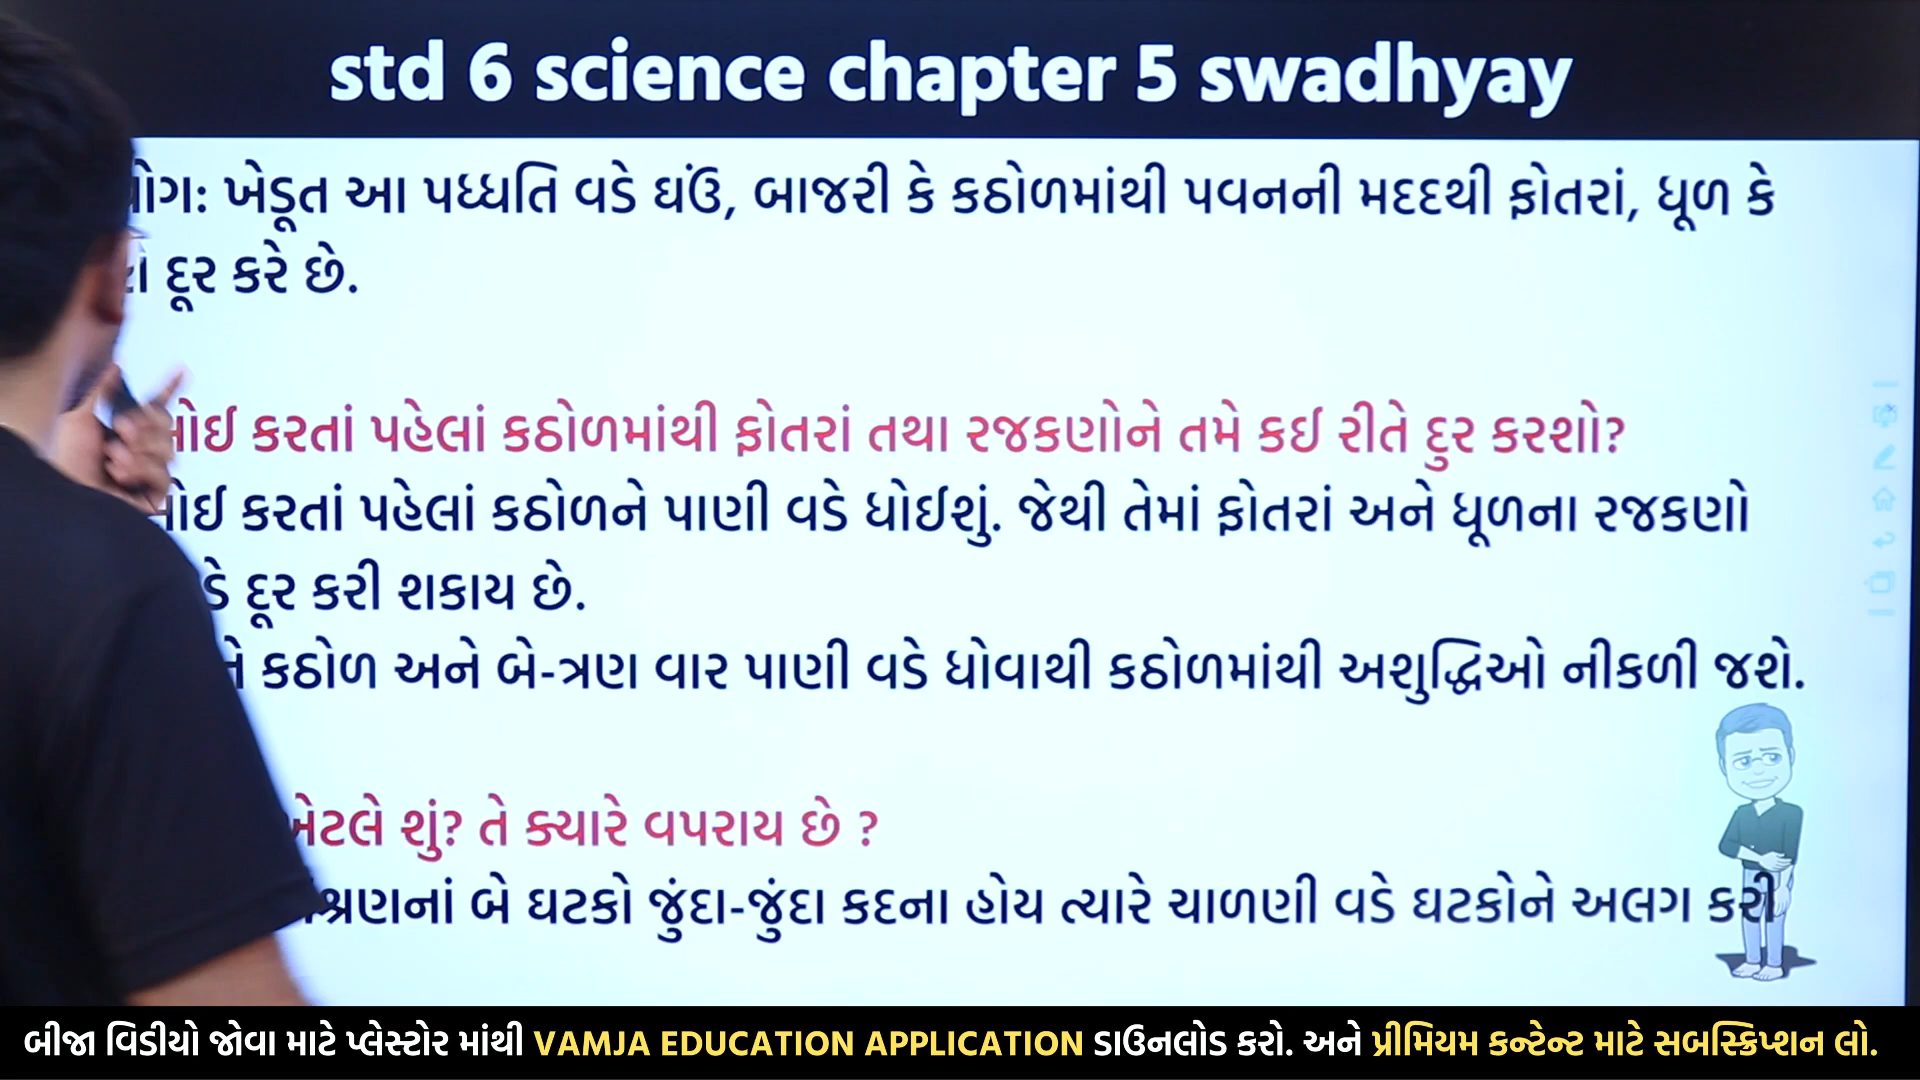 std 6 science chapter 5 swadhyay
ખેડૂત આ પધ્ધતિ વડે ઘઉં, બાજરી કે કઠોળમાંથી પવનની મદદથી ફોતરાં, ધૂળ કે
દૂર કરે છે.
કરતાં પહેલાં કઠોળમાંથી ફોતરાં તથા રજકણોને તમે કઈ રીતે દુર કરશો?
કરતાં પહેલાં કઠોળને પાણી વડે ધોઈશું. જેથી તેમાં ફોતરાં અને ધૂળના રજકણો
દૂર કરી શકાય છે.
કઠોળ અને બે-ત્રણ વાર પાણી વડે ધોવાથી કઠોળમાંથી અશુદ્ધિઓ નીકળી જશે.
એટલે શું? તે ક્યારે વપરાય છે ?
બે ઘટકો જુંદા-જુંદા કદના હોય ત્યારે ચાળણી વડે ઘટકોને અલગ કરી
બીજા વિડીયો જોવા માટે પ્લેસ્ટોર માંથી VAMJA EDUCATION APPLICATION ડાઉનલોડ કરો. અને પ્રીમિયમ કન્ટેન્ટ માટે સબસ્ક્રિપ્શન લો.